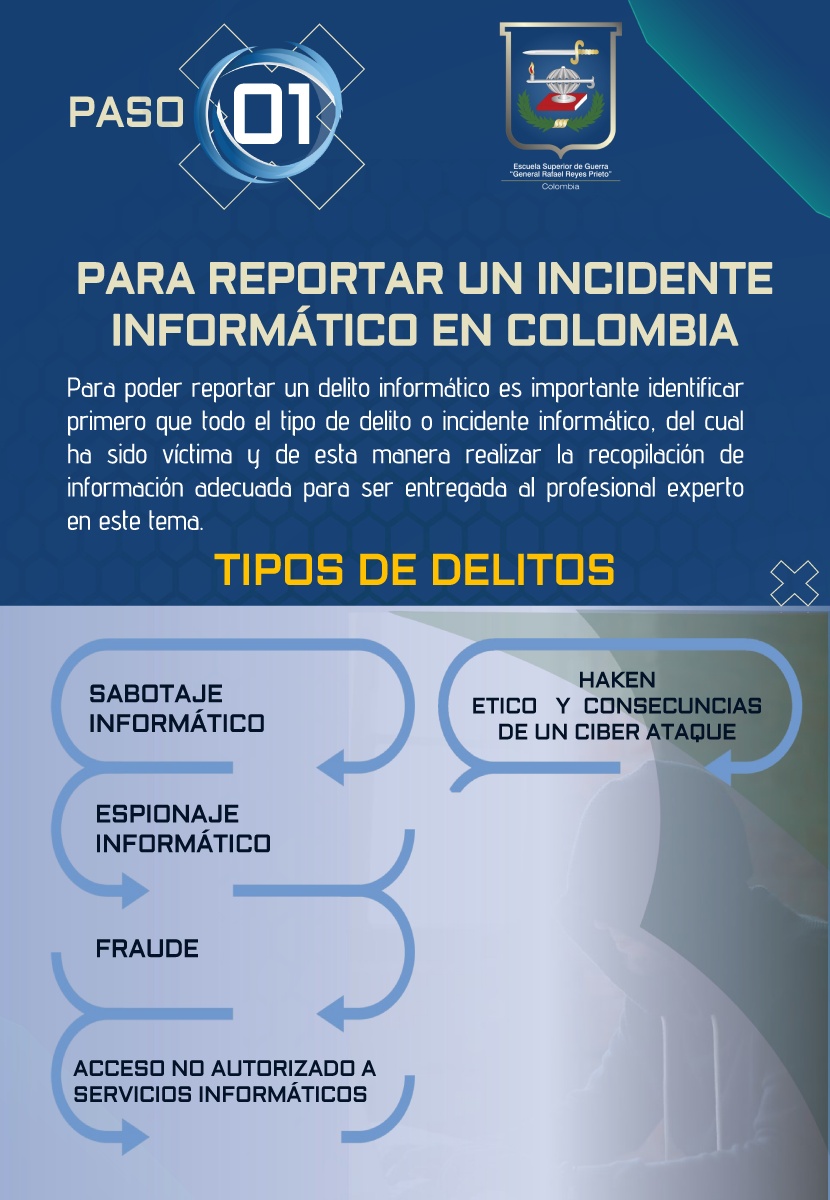 PASO 01
Escuela Superior de Guerra
"General Rafael Reyes Prieto"
Colombia
PARA REPORTAR UN INCIDENTE
INFORMÁTICO EN COLOMBIA
Para poder reportar un delito informático es importante identificar
primero que todo el tipo de delito o incidente informático, del cual
ha sido víctima y de esta manera realizar la recopilación de
información adecuada para ser entregada al profesional experto
en este tema.
TIPOS DE DELITOS
SABOTAJE
INFORMÁTICO
ESPIONAJE
INFORMÁTICO
FRAUDE
ACCESO NO AUTORIZADO A
SERVICIOS INFORMÁTICOS
HAKEN
ETICO Y CONSECUNCIAS
DE UN CIBER ATAQUE